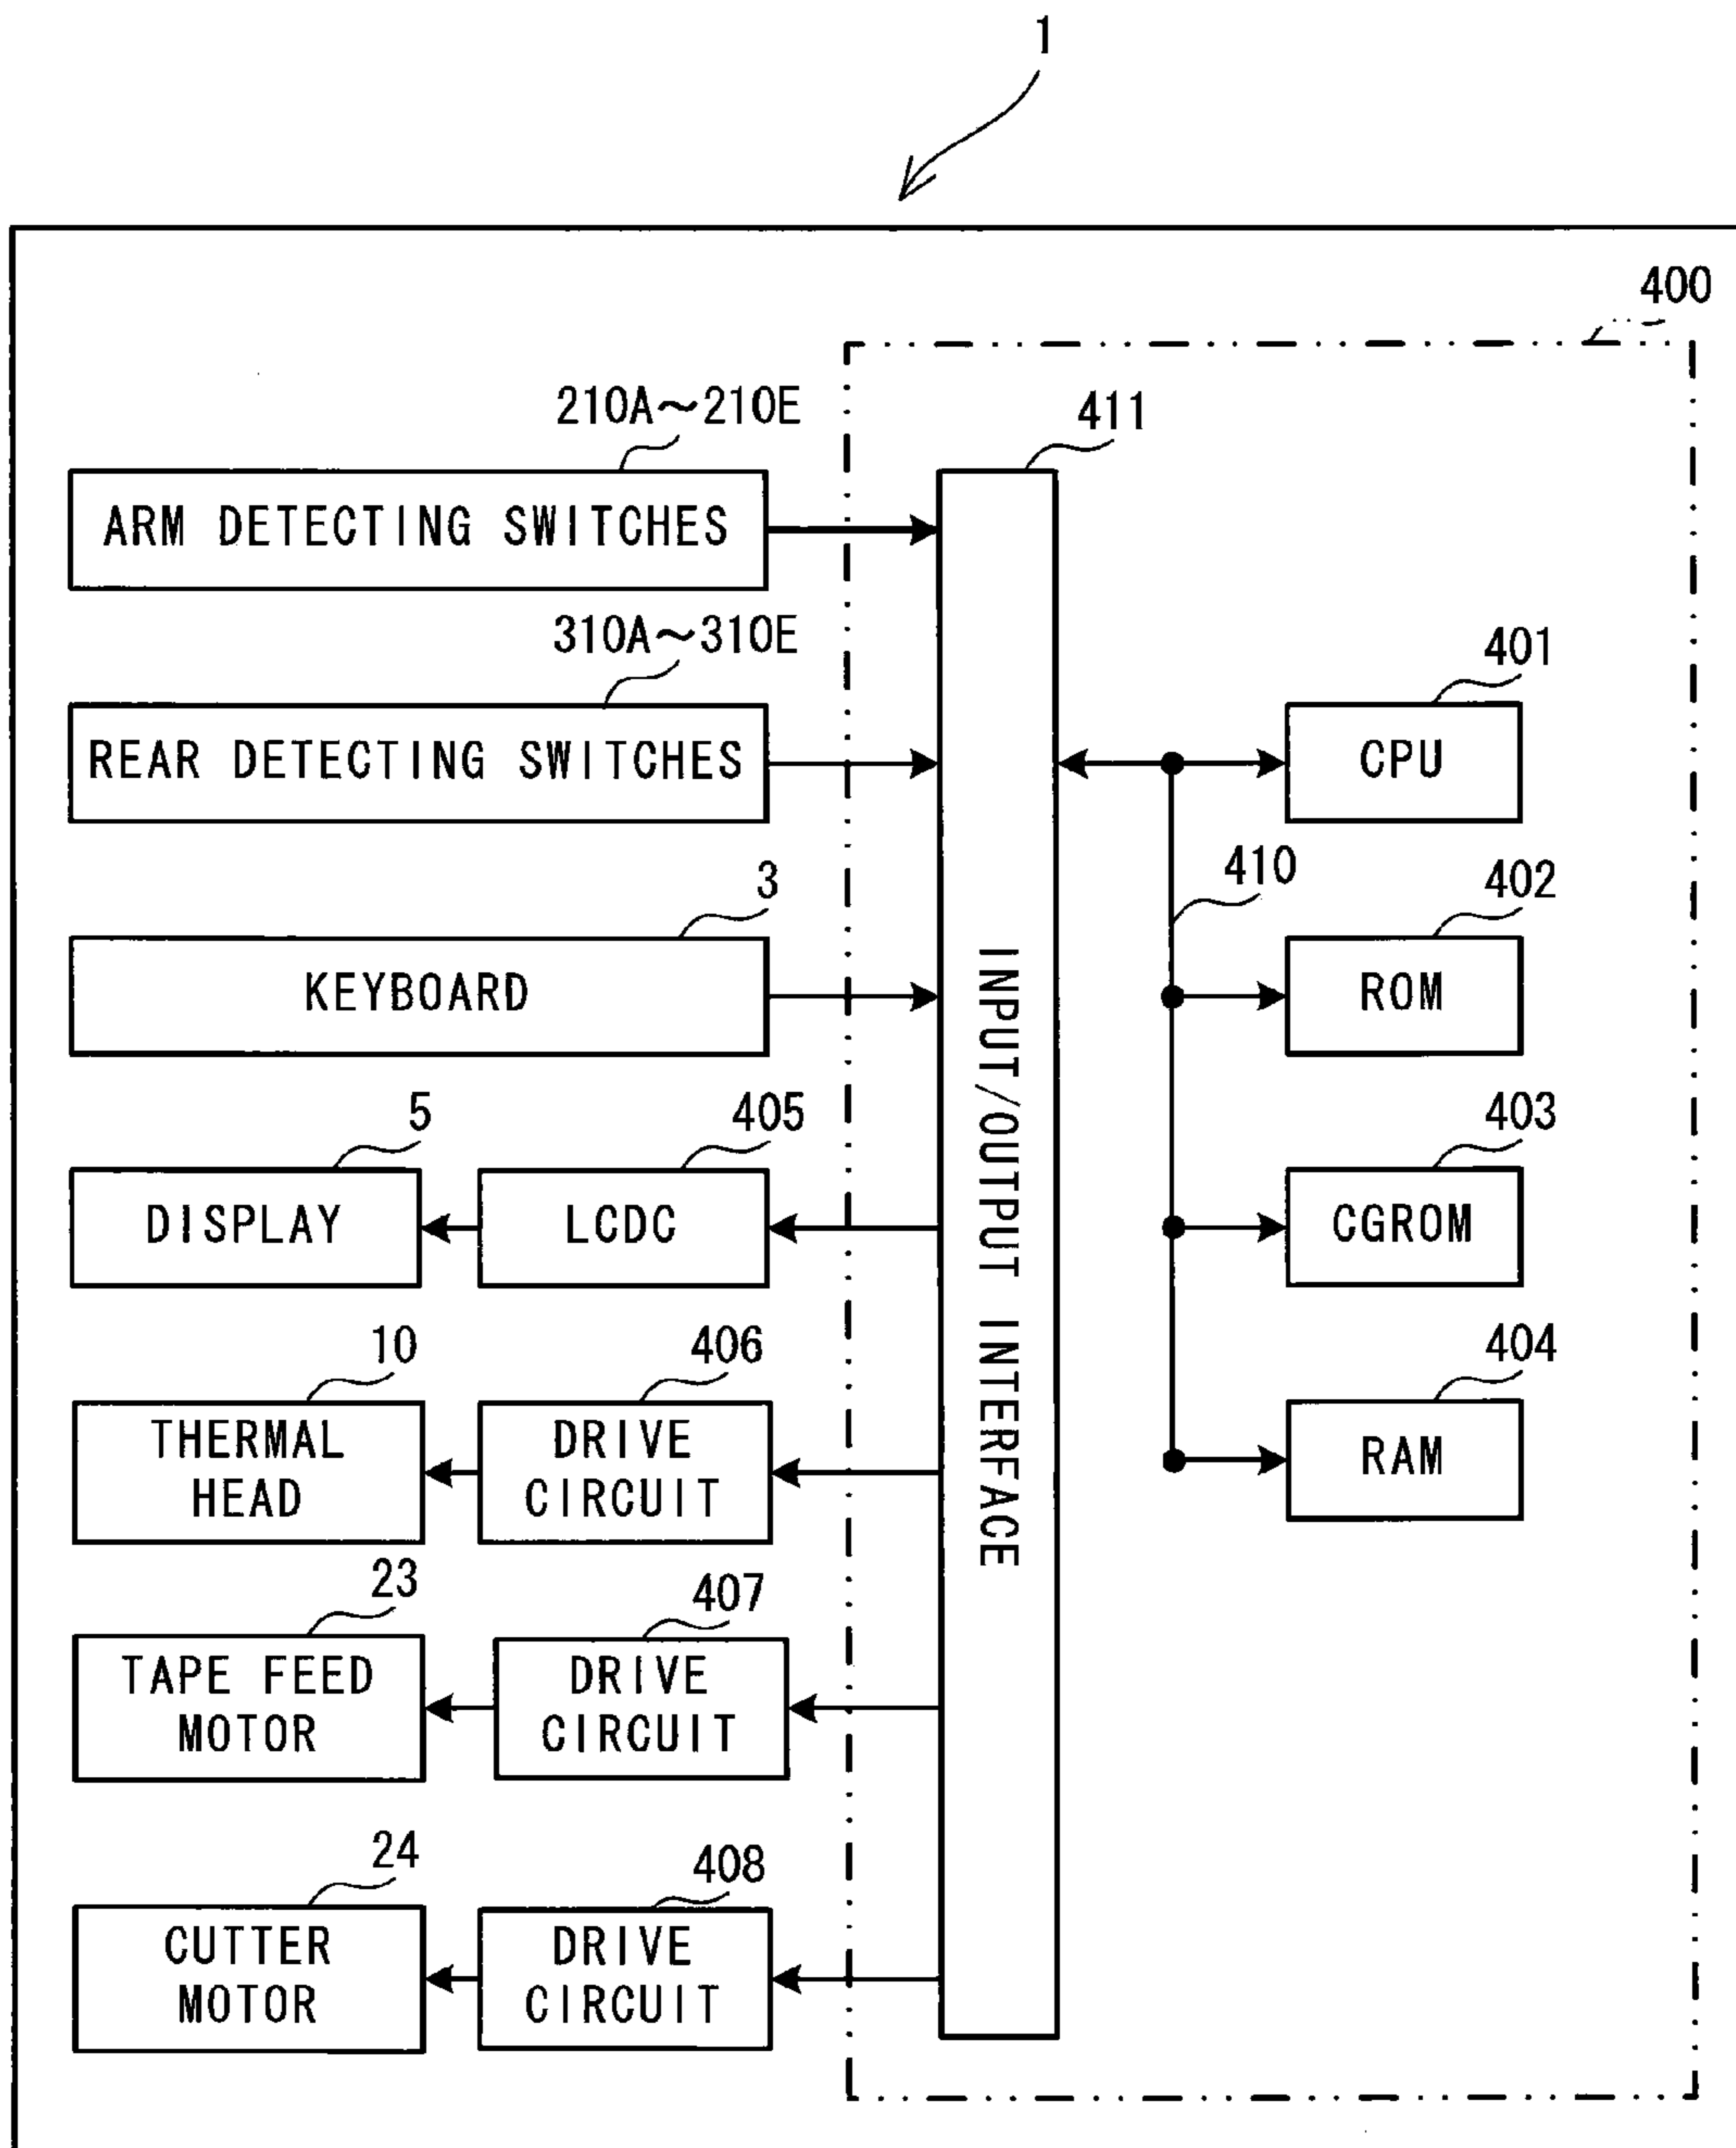 1
400
210A～210E
411
ARM DETECTING SWITCHES
310A～310E
401
REAR DETECTING SWITCHES
CPU
3
410
402
KEYBOARD
ROM
INPUT/OUTPUT INTERFACE
5
405
403
DISPLAY
LCDC
CGROM
10
406
404
THERMAL
HEAD
DRIVE
CIRCUIT
RAM
23
407
TAPE FEED
MOTOR
DRIVE
CIRCUIT
24
408
CUTTER
MOTOR
DRIVE
CIRCUIT